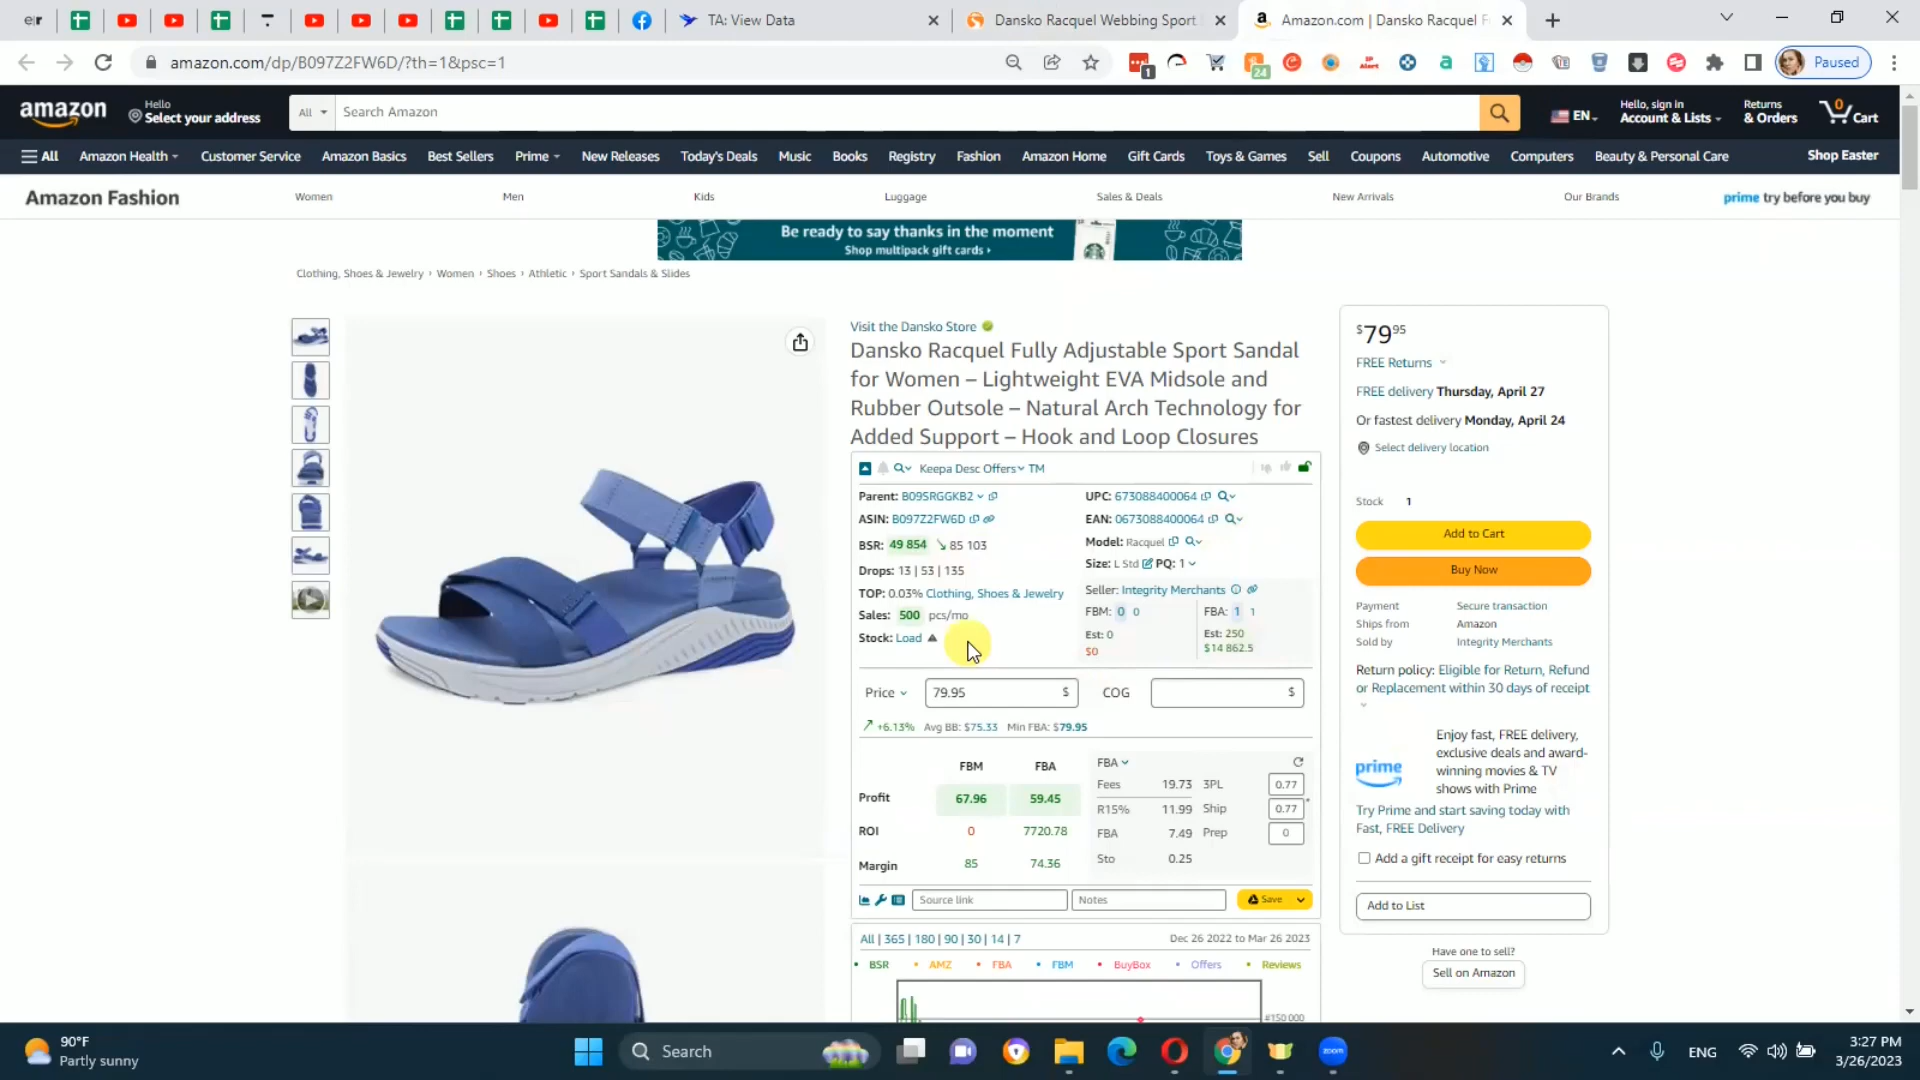 er
TA: View Data
Dansko Racquel Webbing Sport
Amazon.com | Dansko Racquel F
amazon.com/dp/B097Z2FW6D/?th=1&psc=1
1
24
Paused
amazon
Hello
Select your address
All
Search Amazon
EN
Hello, sign in
Account & Lists
Returns
& Orders
0
Cart
All
Amazon Health
Customer Service
Amazon Basics
Best Sellers
Prime
New Releases
Today's Deals
Music
Books
Registry
Fashion
Amazon Home
Gift Cards
Toys & Games
Sell
Coupons
Automotive
Computers
Beauty & Personal Care
Shop Easter
Amazon Fashion
Women
Men
Kids
Luggage
Sales & Deals
New Arrivals
Our Brands
prime try before you buy
Be ready to say thanks in the moment
Shop multipack gift cards ›
Clothing, Shoes & Jewelry › Women › Shoes › Athletic › Sport Sandals & Slides
Visit the Dansko Store
Dansko Racquel Fully Adjustable Sport Sandal
for Women – Lightweight EVA Midsole and
Rubber Outsole – Natural Arch Technology for
Added Support – Hook and Loop Closures
Keepa Desc Offers TM
Parent: B09SRGGKB2
UPC: 673088400064
ASIN: B097Z2FW6D
EAN: 0673088400064
BSR: 49 854 ↘ 85 103
Model: Racquel
Drops: 13 | 53 | 135
Size: L Std PQ: 1
TOP: 0.03% Clothing, Shoes & Jewelry
Seller: Integrity Merchants
Sales: 500 pcs/mo
FBM: 0 0
FBA: 1 1
Stock: Load
Est: 0
$0
Est: 250
$14 862.5
Price
79.95 $
COG
$
+6.13% Avg BB: $75.33 Min FBA: $79.95
FBM
FBA
Profit
67.96
59.45
ROI
0
7720.78
Margin
85
74.36
FBA
Fees 19.73 3PL 0.77
R15% 11.99 Ship 0.77 *
FBA 7.49 Prep 0
Sto 0.25
Source link
Notes
Save
All | 365 | 180 | 90 | 30 | 14 | 7
Dec 26 2022 to Mar 26 2023
BSR
AMZ
FBA
FBM
BuyBox
Offers
Reviews
#150 000
$79.95
FREE Returns
FREE delivery Thursday, April 27
Or fastest delivery Monday, April 24
Select delivery location
Stock 1
Add to Cart
Buy Now
Payment Secure transaction
Ships from Amazon
Sold by Integrity Merchants
Return policy: Eligible for Return, Refund
or Replacement within 30 days of receipt
prime
Enjoy fast, FREE delivery,
exclusive deals and award-
winning movies & TV
shows with Prime
Try Prime and start saving today with
Fast, FREE Delivery
Add a gift receipt for easy returns
Add to List
Have one to sell?
Sell on Amazon
90°F
Partly sunny
Search
zoom
ENG
3:27 PM
3/26/2023